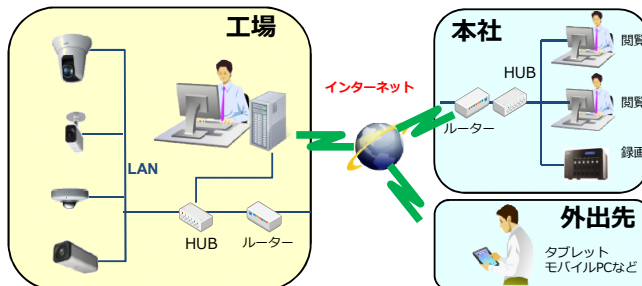 工場
LAN
HUB
ルーター
インターネット
本社
HUB
ルーター
閲覧
閲覧
録画
外出先
タブレット
モバイルPCなど